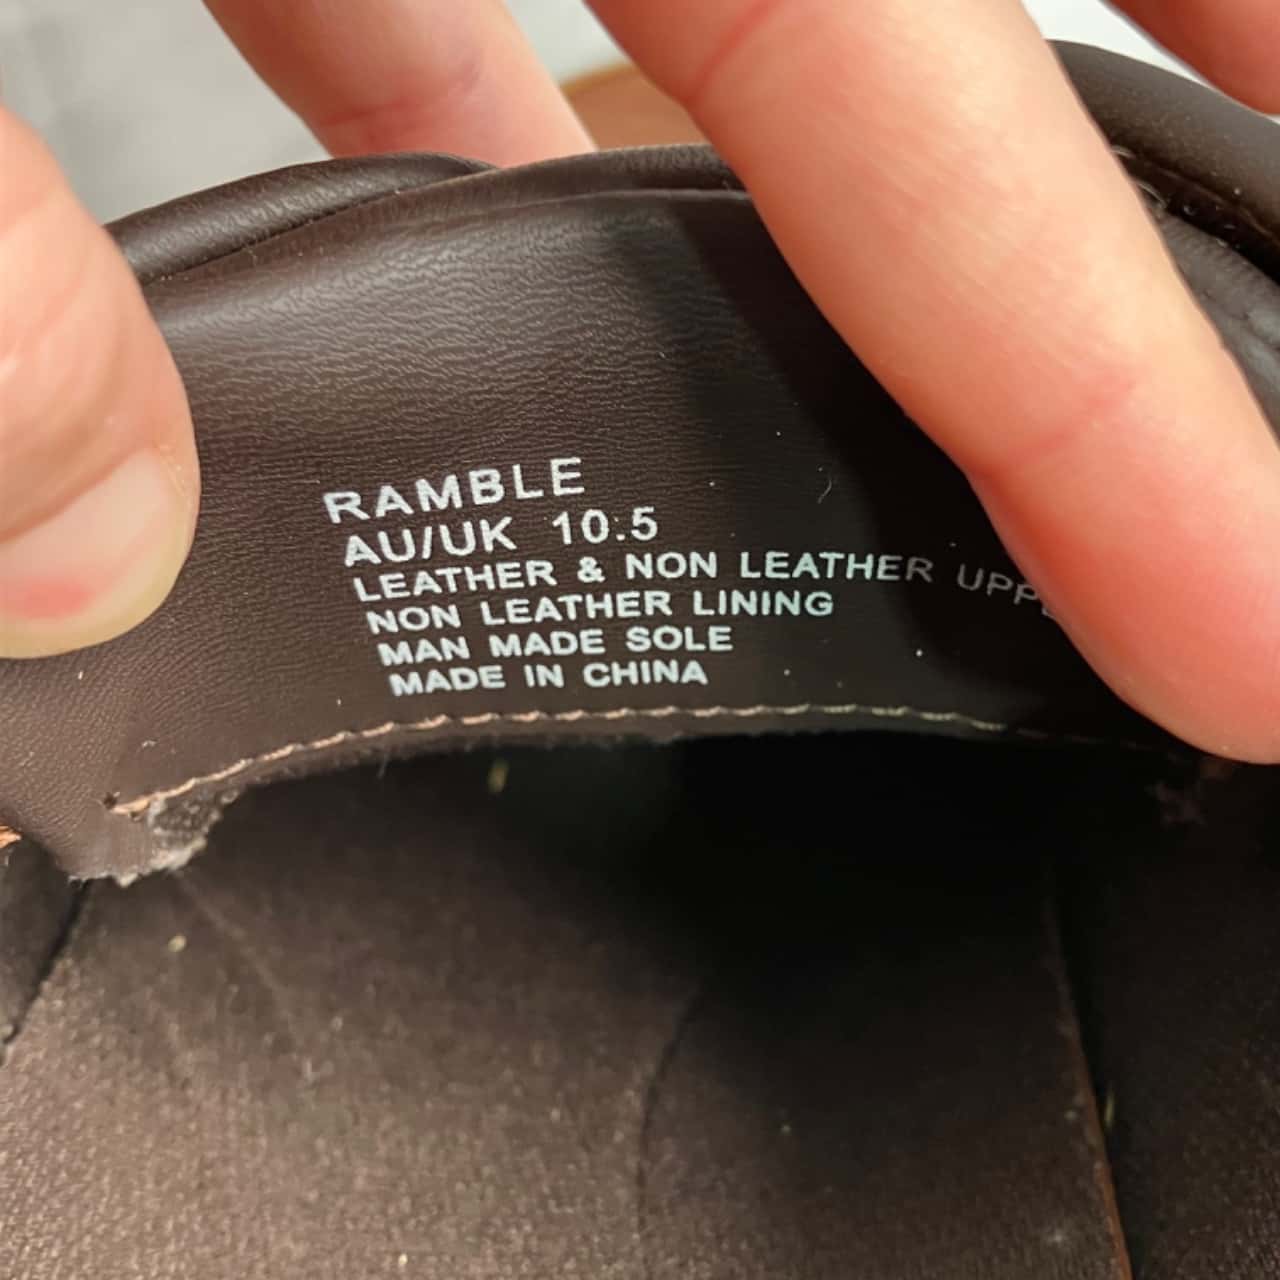 RAMBLE
AU/UK 10.5
LEATHER & NON LEATHER
NON LEATHER LINING
MAN MADE SOLE
MADE IN CHINA